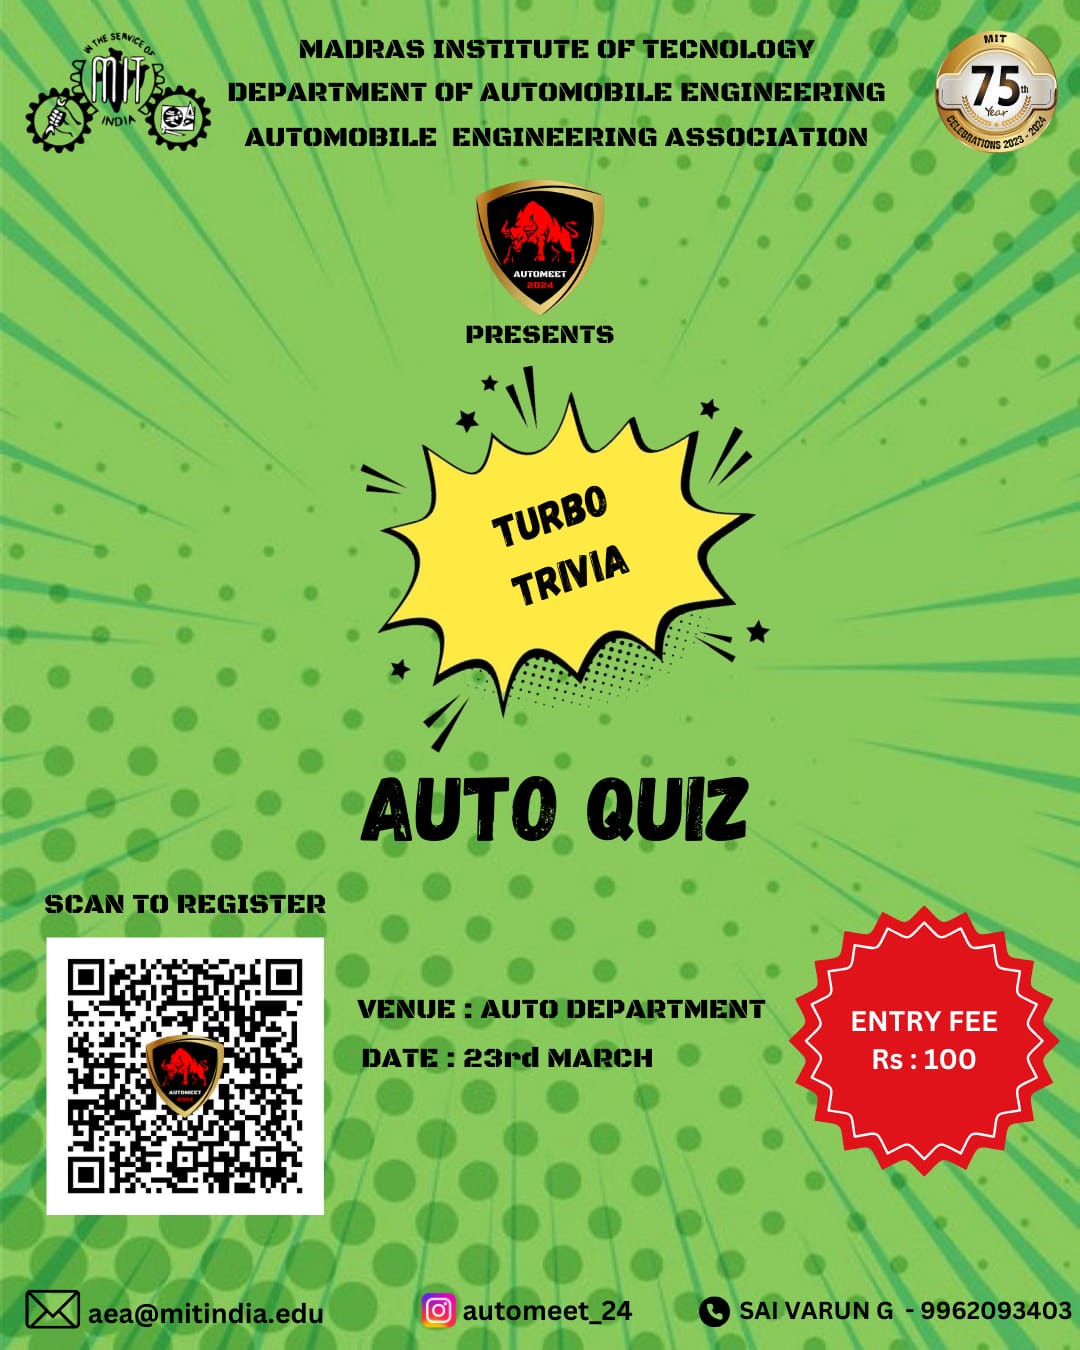 IN THE SERVICE OF
MIT
INDIA
MADRAS INSTITUTE OF TECNOLOGY
DEPARTMENT OF AUTOMOBILE ENGINEERING
AUTOMOBILE ENGINEERING ASSOCIATION
MIT
75th
Year
CELEBRATIONS 2023 - 2024
AUTOMEET
2024
PRESENTS
TURBO
TRIVIA
AUTO QUIZ
SCAN TO REGISTER
AUTOMEET
2024
VENUE : AUTO DEPARTMENT
DATE : 23rd MARCH
ENTRY FEE
Rs : 100
aea@mitindia.edu
automeet_24
SAI VARUN G - 9962093403